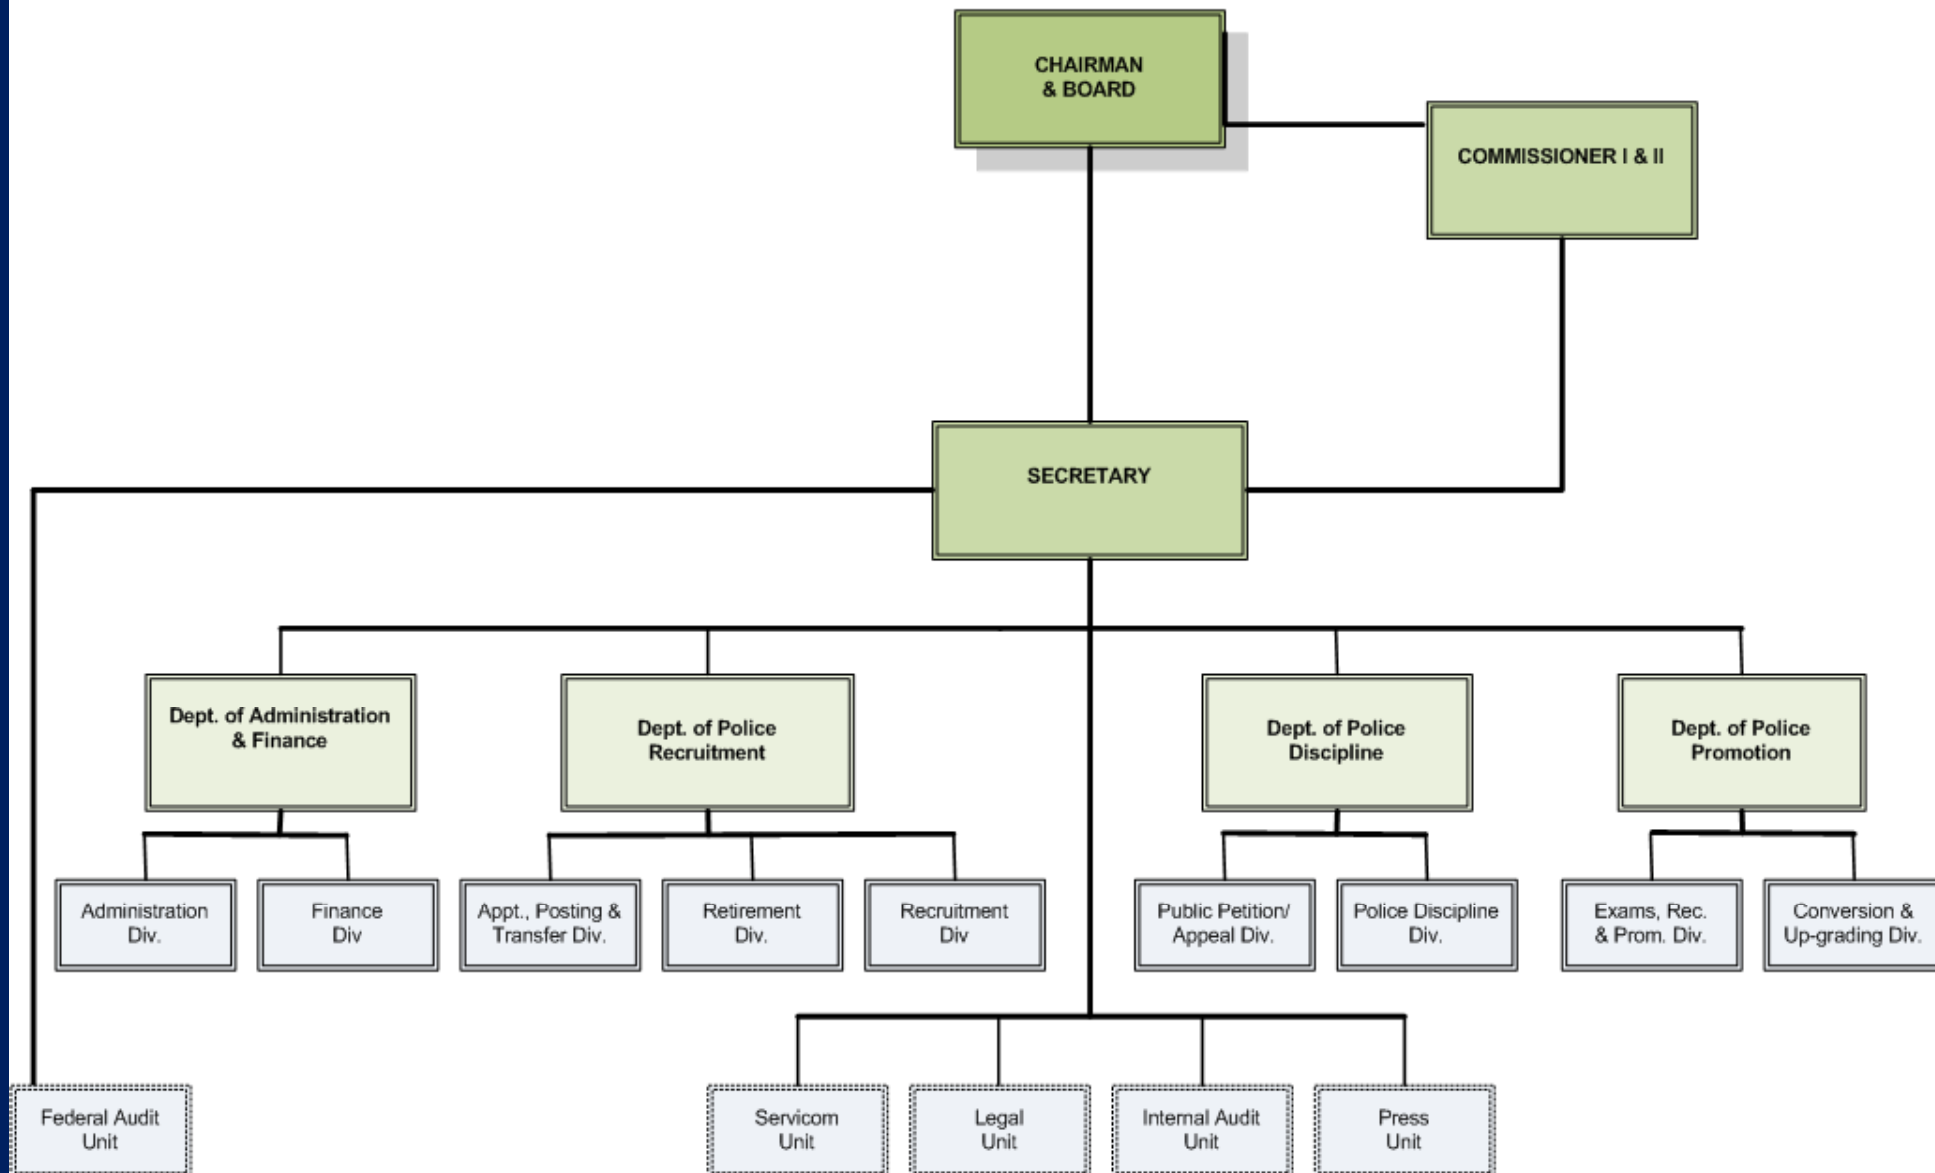 CHAIRMAN
& BOARD
COMMISSIONER I & II
SECRETARY
Dept. of Administration
& Finance
Dept. of Police
Recruitment
Dept. of Police
Discipline
Dept. of Police
Promotion
Administration
Div.
Finance
Div
Appt., Posting &
Transfer Div.
Retirement
Div.
Recruitment
Div
Public Petition/
Appeal Div.
Police Discipline
Div.
Exams, Rec.
& Prom. Div.
Conversion &
Up-grading Div.
Federal Audit
Unit
Servicom
Unit
Legal
Unit
Internal Audit
Unit
Press
Unit